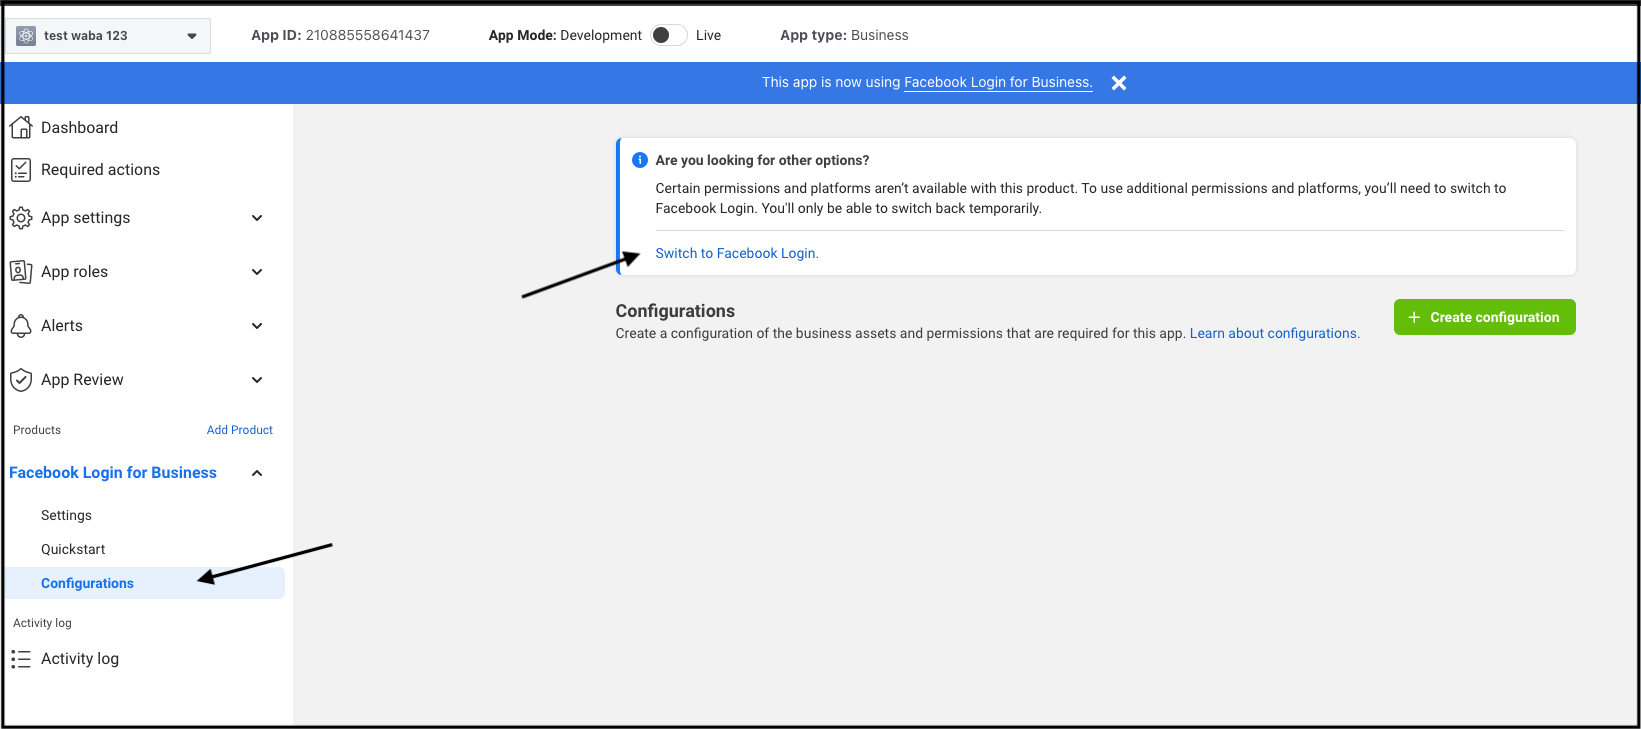 test waba 123
App ID: 210885558641437
App Mode: Development
Live
App type: Business
This app is now using Facebook Login for Business.
Dashboard
Required actions
App settings
App roles
Alerts
App Review
Products
Add Product
Facebook Login for Business
Settings
Quickstart
Configurations
Activity log
Activity log
Are you looking for other options?
Certain permissions and platforms aren’t available with this product. To use additional permissions and platforms, you’ll need to switch to
Facebook Login. You'll only be able to switch back temporarily.
Switch to Facebook Login.
Configurations
Create a configuration of the business assets and permissions that are required for this app. Learn about configurations.
Create configuration